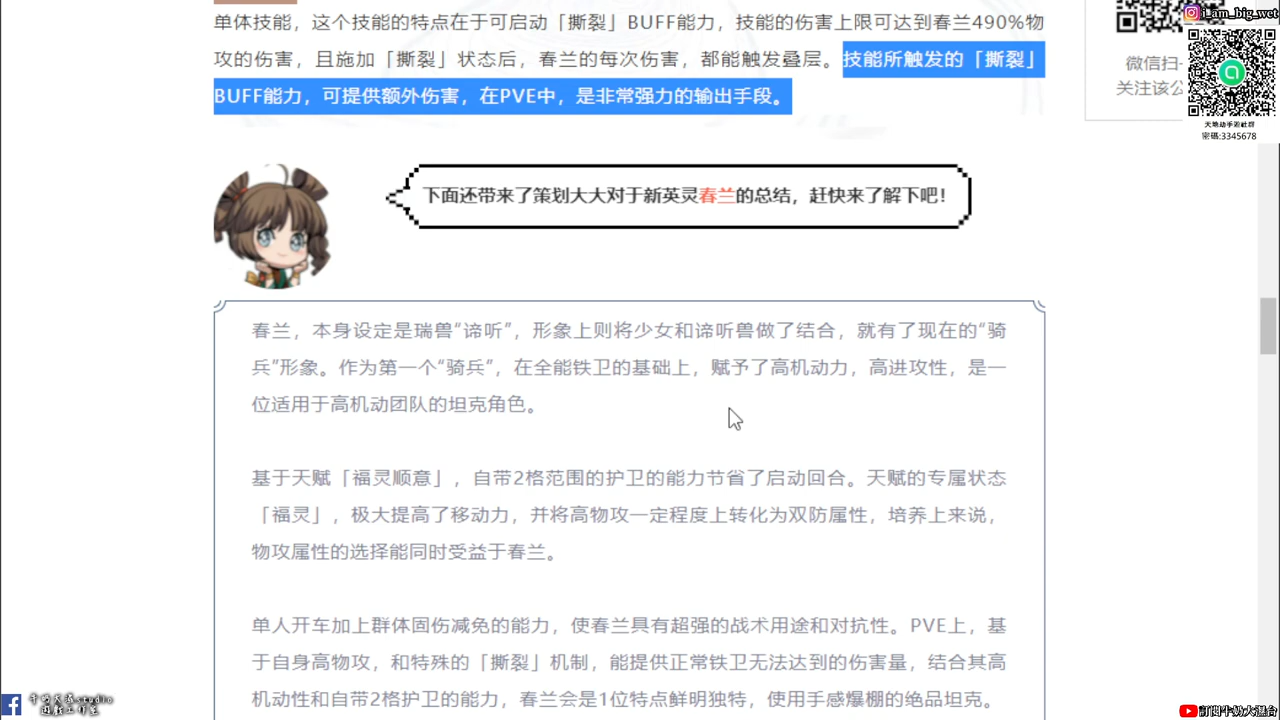 单体技能，这个技能的特点在于可启动「撕裂」BUFF能力，技能的伤害上限可达到春兰490%物
攻的伤害，且施加「撕裂」状态后，春兰的每次伤害，都能触发叠层。技能所触发的「撕裂」
BUFF能力，可提供额外伤害，在PVE中，是非常强力的输出手段。
下面还带来了策划大大对于新英灵春兰的总结，赶快来了解下吧！
春兰，本身设定是瑞兽“谛听”，形象上则将少女和谛听兽做了结合，就有了现在的“骑
兵”形象。作为第一个“骑兵”，在全能铁卫的基础上，赋予了高机动力，高进攻性，是一
位适用于高机动团队的坦克角色。
基于天赋「福灵顺意」，自带2格范围的护卫的能力节省了启动回合。天赋的专属状态
「福灵」，极大提高了移动力，并将高物攻一定程度上转化为双防属性，培养上来说，
物攻属性的选择能同时受益于春兰。
单人开车加上群体固伤减免的能力，使春兰具有超强的战术用途和对抗性。PVE上，基
于自身高物攻，和特殊的「撕裂」机制，能提供正常铁卫无法达到的伤害量，结合其高
机动性和自带2格护卫的能力，春兰会是1位特点鲜明独特，使用手感爆棚的绝品坦克。
微信扫一
关注该公
i_am_big_wet
天地劫手遊社群
密碼:3345678